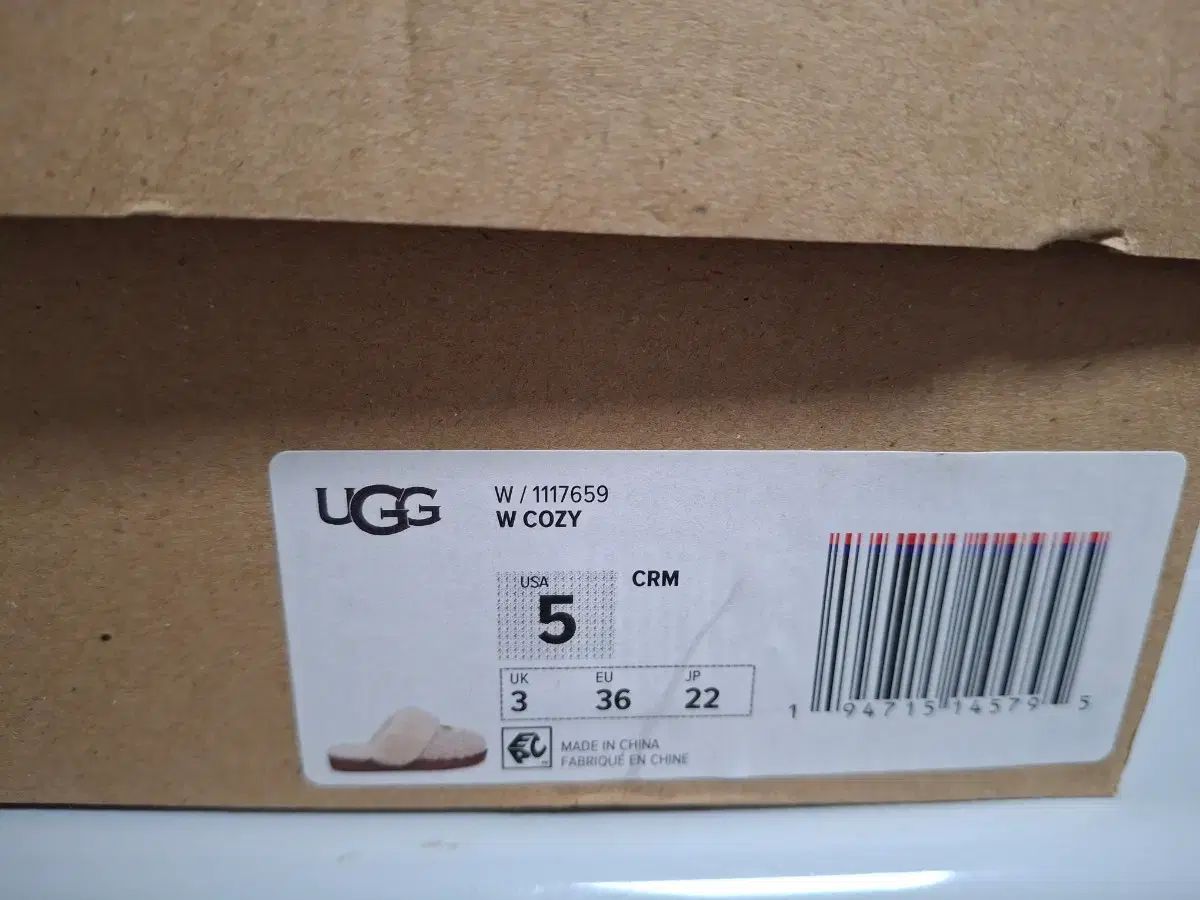 UGG
W / 1117659
W COZY
USA
5
CRM
UK EU JP
3 36 22
MADE IN CHINA
FABRIQUÉ EN CHINE
1 94715 14579 5